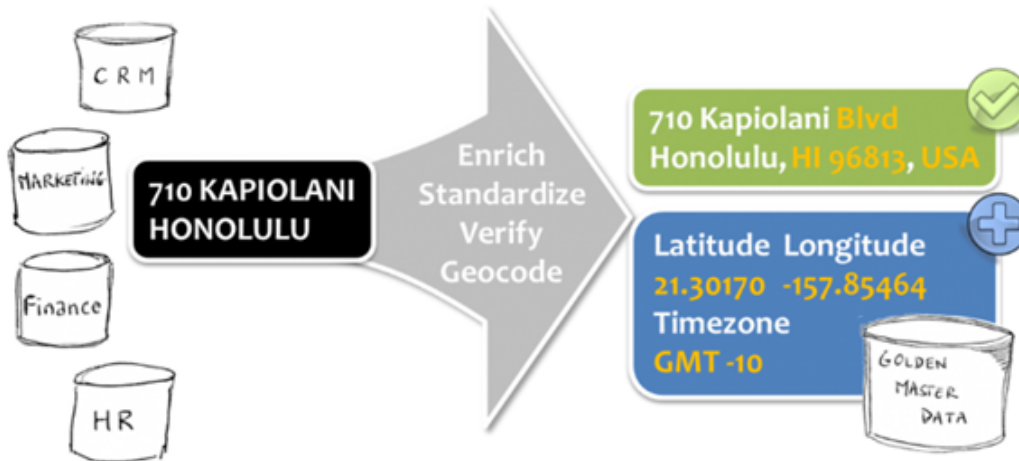 CRM
MARKETING
Finance
HR
710 KAPIOLANI
HONOLULU
Enrich
Standardize
Verify
Geocode
710 Kapiolani Blvd
Honolulu, HI 96813, USA
Latitude Longitude
21.30170 -157.85464
Timezone
GMT -10
GOLDEN
MASTER
DATA